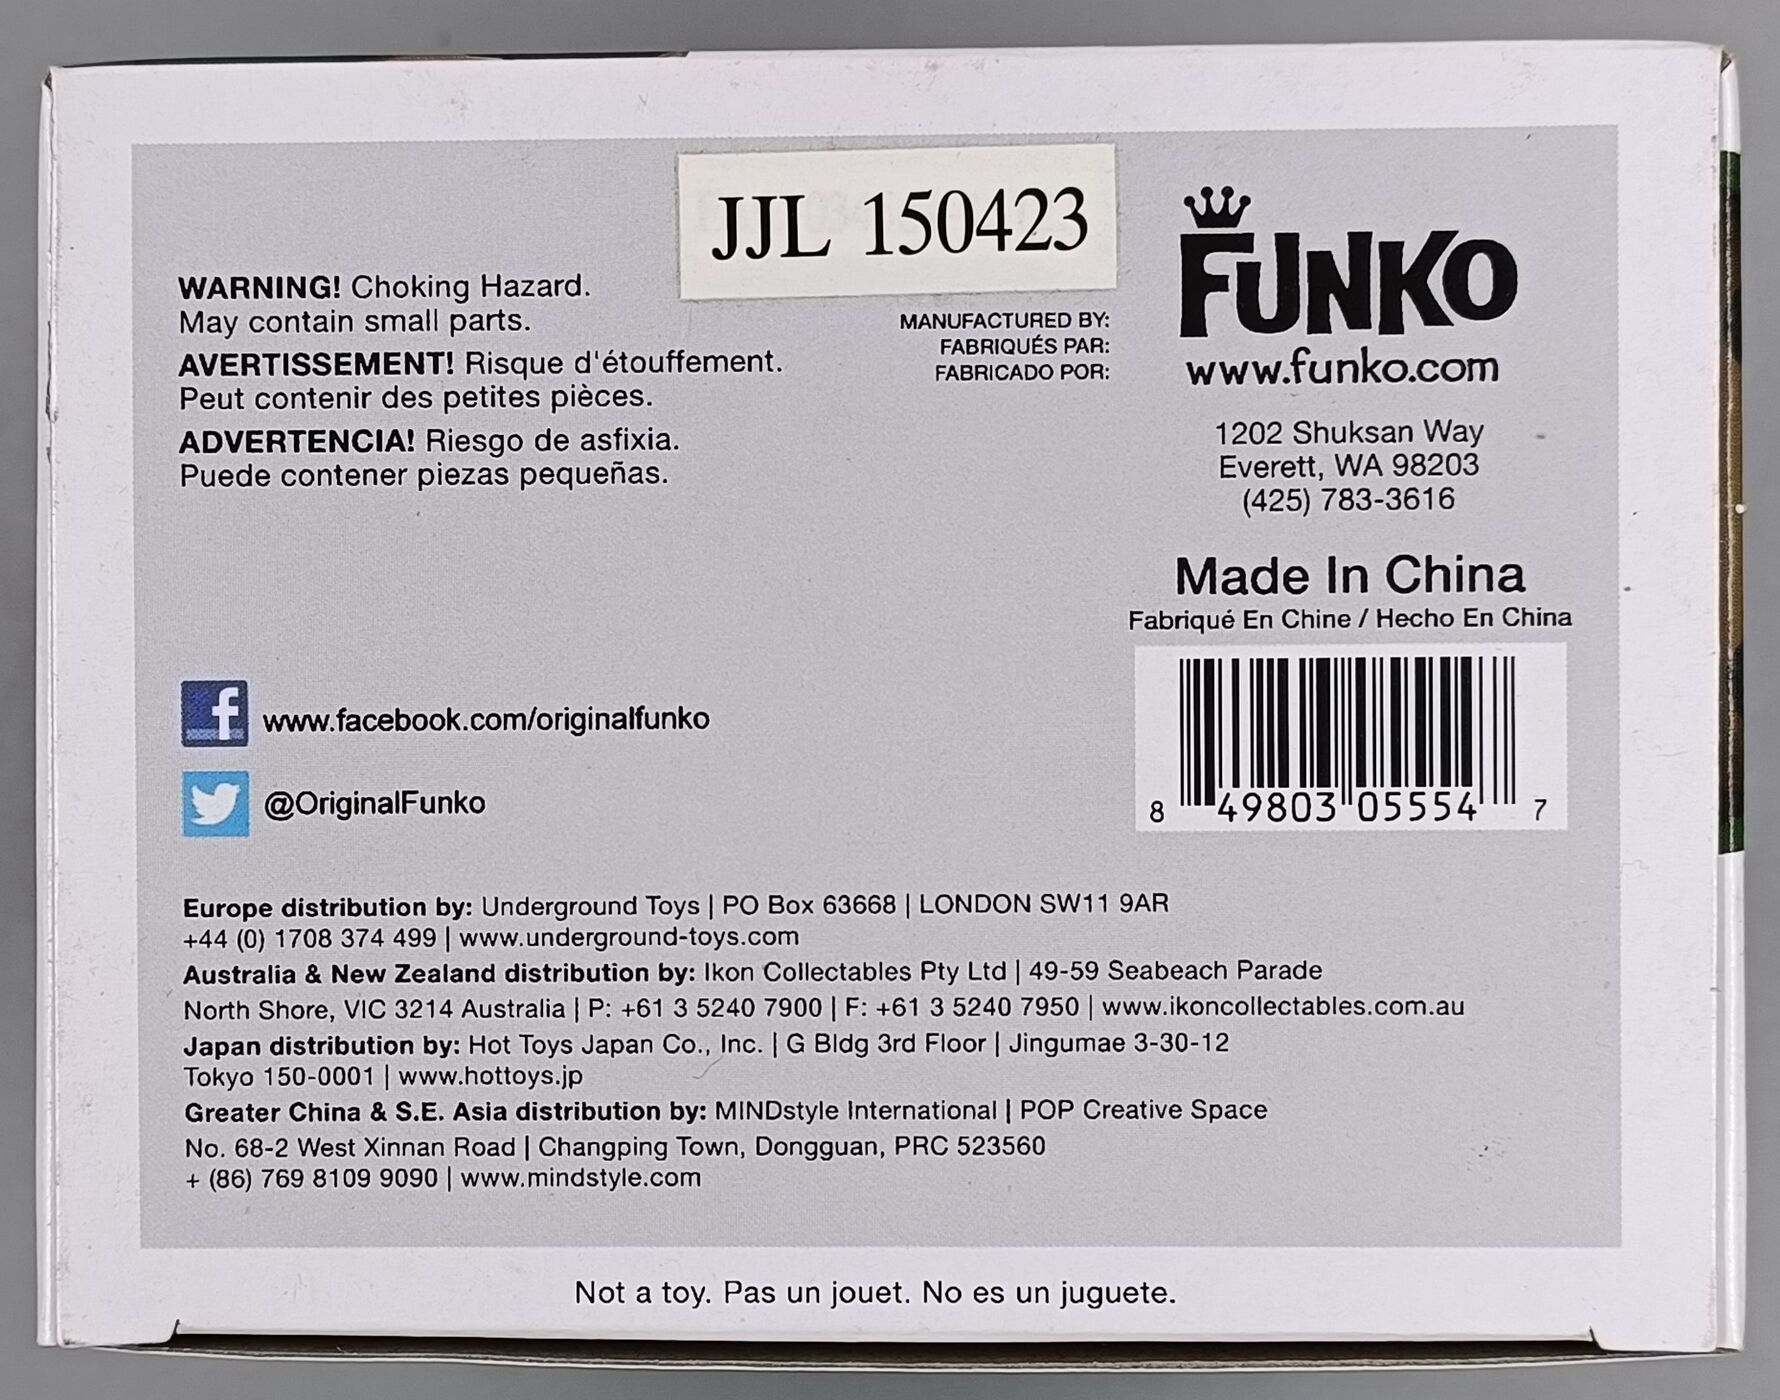 JJL 150423
WARNING! Choking Hazard.
May contain small parts.
AVERTISSEMENT! Risque d'étouffement.
Peut contenir des petites pièces.
ADVERTENCIA! Riesgo de asfixia.
Puede contener piezas pequeñas.
MANUFACTURED BY:
FABRIQUÉS PAR:
FABRICADO POR:
FUNKO
www.funko.com
1202 Shuksan Way
Everett, WA 98203
(425) 783-3616
Made In China
Fabriqué En Chine / Hecho En China
8 49803 05554 7
f www.facebook.com/originalfunko
@OriginalFunko
Europe distribution by: Underground Toys | PO Box 63668 | LONDON SW11 9AR
+44 (0) 1708 374 499 | www.underground-toys.com
Australia & New Zealand distribution by: Ikon Collectables Pty Ltd | 49-59 Seabeach Parade
North Shore, VIC 3214 Australia | P: +61 3 5240 7900 | F: +61 3 5240 7950 | www.ikoncollectables.com.au
Japan distribution by: Hot Toys Japan Co., Inc. | G Bldg 3rd Floor | Jingumae 3-30-12
Tokyo 150-0001 | www.hottoys.jp
Greater China & S.E. Asia distribution by: MINDstyle International | POP Creative Space
No. 68-2 West Xinnan Road | Changping Town, Dongguan, PRC 523560
+ (86) 769 8109 9090 | www.mindstyle.com
Not a toy. Pas un jouet. No es un juguete.